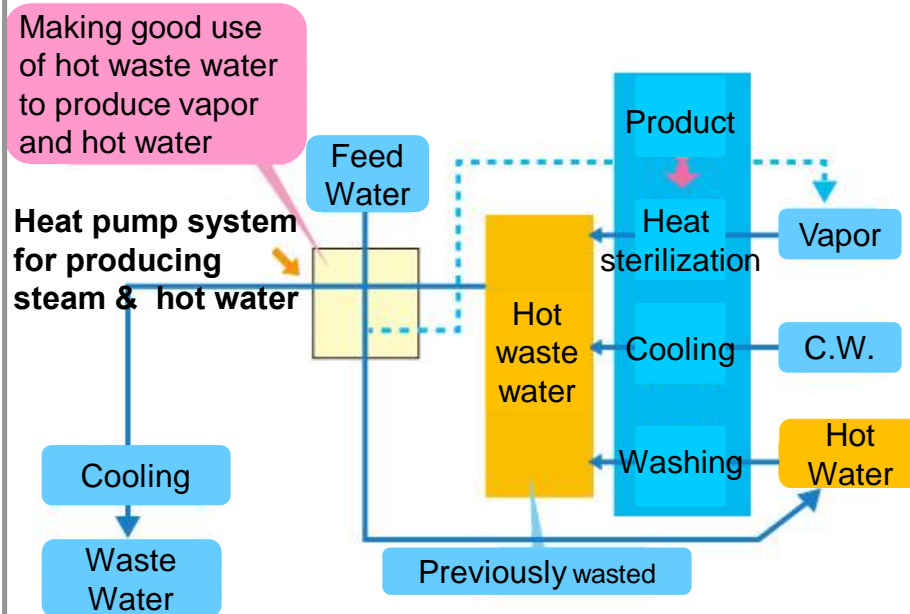 Making good use
of hot waste water
to produce vapor
and hot water
Feed
Water
Heat pump system
for producing
steam & hot water
Product
Heat
sterilization
Vapor
Hot
waste
water
Cooling
C.W.
Washing
Hot
Water
Cooling
Waste
Water
Previously wasted